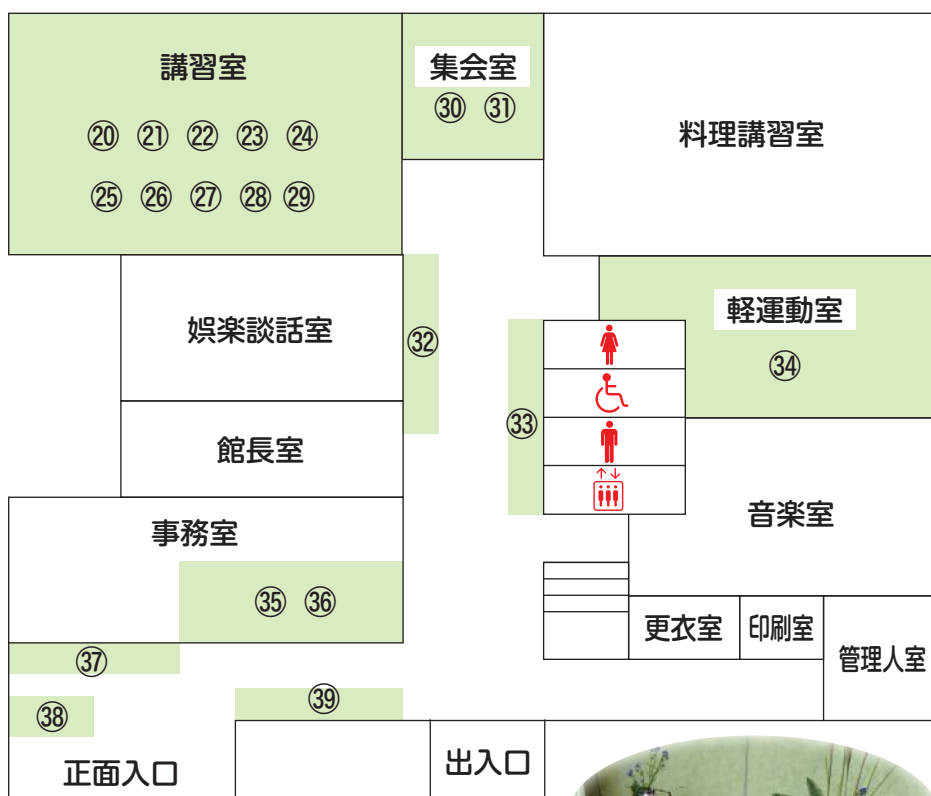 講習室
⑳ ㉑ ㉒ ㉓ ㉔
㉕ ㉖ ㉗ ㉘ ㉙
集会室
㉚ ㉛
料理講習室
娯楽談話室
㉜
軽運動室
㉞
㉝
館長室
事務室
㉟ ㊱
音楽室
更衣室
印刷室
管理人室
㊲
㊳
㊴
正面入口
出入口